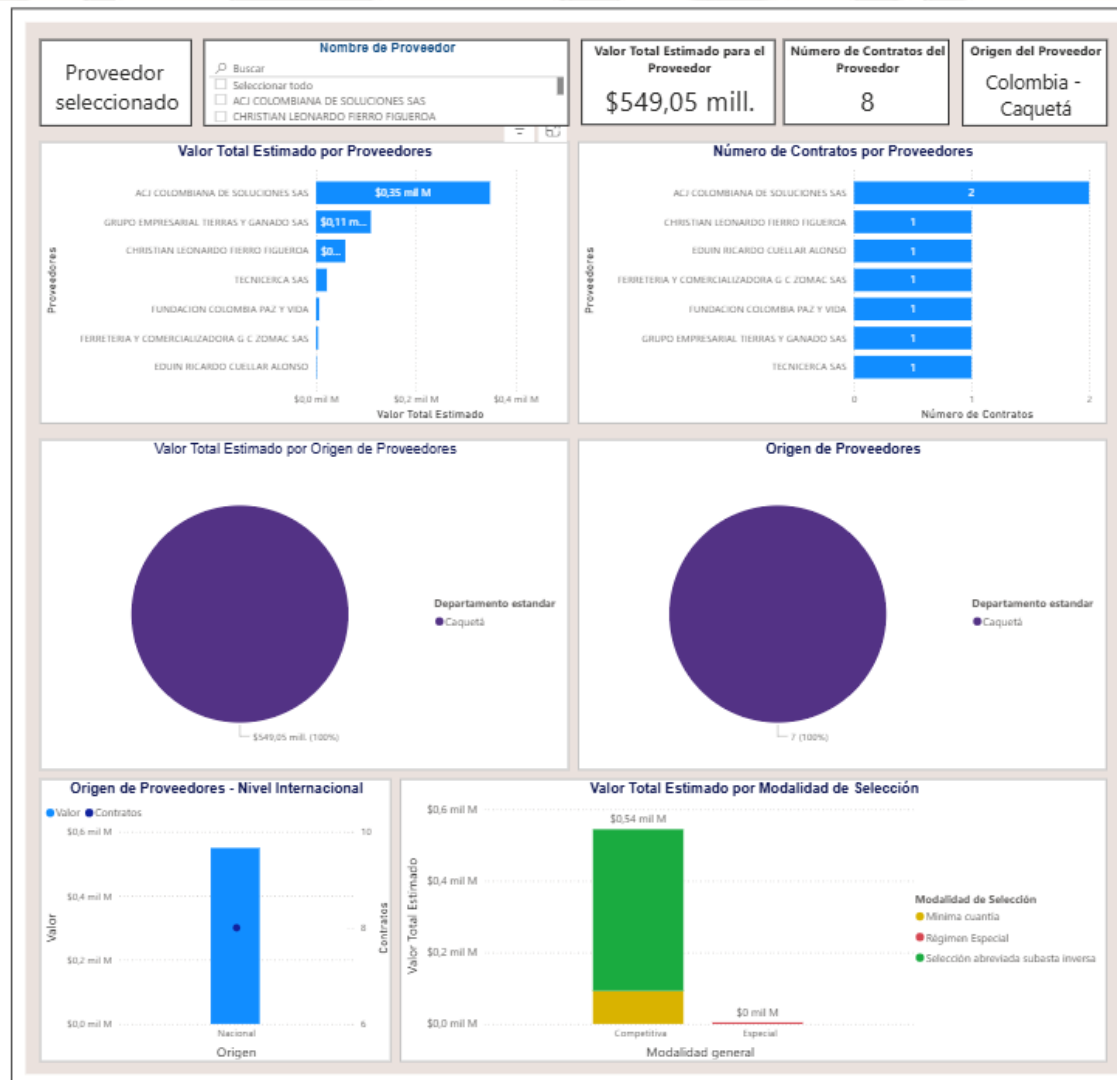 Proveedor
seleccionado
Nombre de Proveedor
Buscar
Seleccionar todo
ACJ COLOMBIANA DE SOLUCIONES SAS
CHRISTIAN LEONARDO FIERRO FIGUEROA
Valor Total Estimado para el
Proveedor
$549,05 mill.
Número de Contratos del
Proveedor
8
Origen del Proveedor
Colombia -
Caquetá
Valor Total Estimado por Proveedores
Proveedores
ACJ COLOMBIANA DE SOLUCIONES SAS
$0,35 mil M
GRUPO EMPRESARIAL TIERRAS Y GANADO SAS
$0,11 m...
CHRISTIAN LEONARDO FIERRO FIGUEROA
$0...
TECNICERCA SAS
FUNDACION COLOMBIA PAZ Y VIDA
FERRETERIA Y COMERCIALIZADORA G C ZOMAC SAS
EDUIN RICARDO CUELLAR ALONSO
$0,0 mil M
$0,2 mil M
$0,4 mil M
Valor Total Estimado
Número de Contratos por Proveedores
Proveedores
ACJ COLOMBIANA DE SOLUCIONES SAS
2
CHRISTIAN LEONARDO FIERRO FIGUEROA
1
EDUIN RICARDO CUELLAR ALONSO
1
FERRETERIA Y COMERCIALIZADORA G C ZOMAC SAS
1
FUNDACION COLOMBIA PAZ Y VIDA
1
GRUPO EMPRESARIAL TIERRAS Y GANADO SAS
1
TECNICERCA SAS
1
0
1
2
Número de Contratos
Valor Total Estimado por Origen de Proveedores
Departamento estandar
Caquetá
$549,05 mill. (100%)
Origen de Proveedores
Departamento estandar
Caquetá
7 (100%)
Origen de Proveedores - Nivel Internacional
Valor
Contratos
$0,6 mil M
$0,4 mil M
$0,2 mil M
$0,0 mil M
Valor
10
8
6
Contratos
Nacional
Origen
Valor Total Estimado por Modalidad de Selección
Valor Total Estimado
$0,6 mil M
$0,4 mil M
$0,2 mil M
$0,0 mil M
$0,54 mil M
$0 mil M
Competitiva
Especial
Modalidad general
Modalidad de Selección
Mínima cuantía
Régimen Especial
Selección abreviada subasta inversa